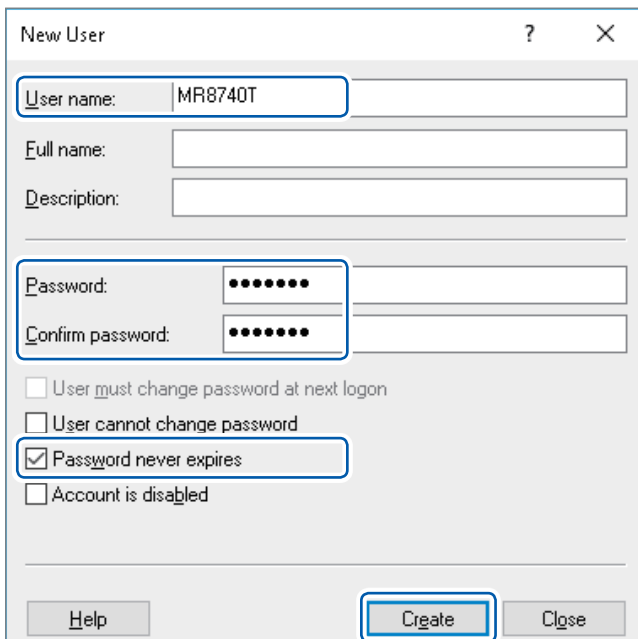 New User ?
User name: MR8740T
Full name:
Description:
Password: ●●●●●●●
Confirm password: ●●●●●●●
User must change password at next logon
User cannot change password
Password never expires
Account is disabled
Help Create Close